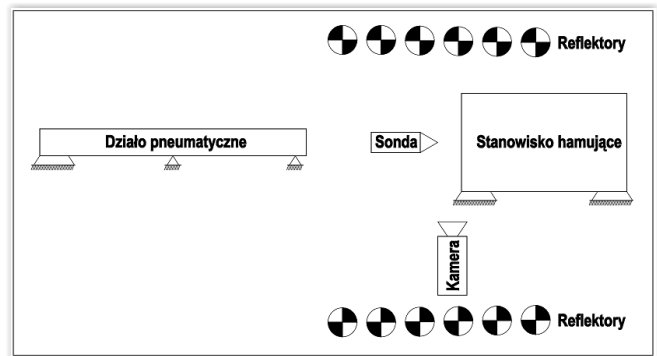 Reflektory
Działo pneumatyczne
Sonda
Stanowisko hamujące
Kamera
Reflektory